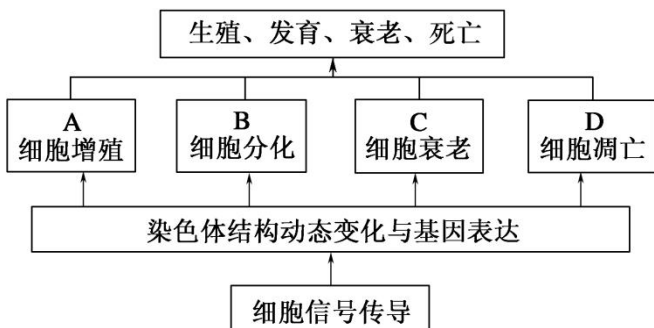 生殖、发育、衰老、死亡
A
细胞增殖
B
细胞分化
C
细胞衰老
D
细胞凋亡
染色体结构动态变化与基因表达
细胞信号传导